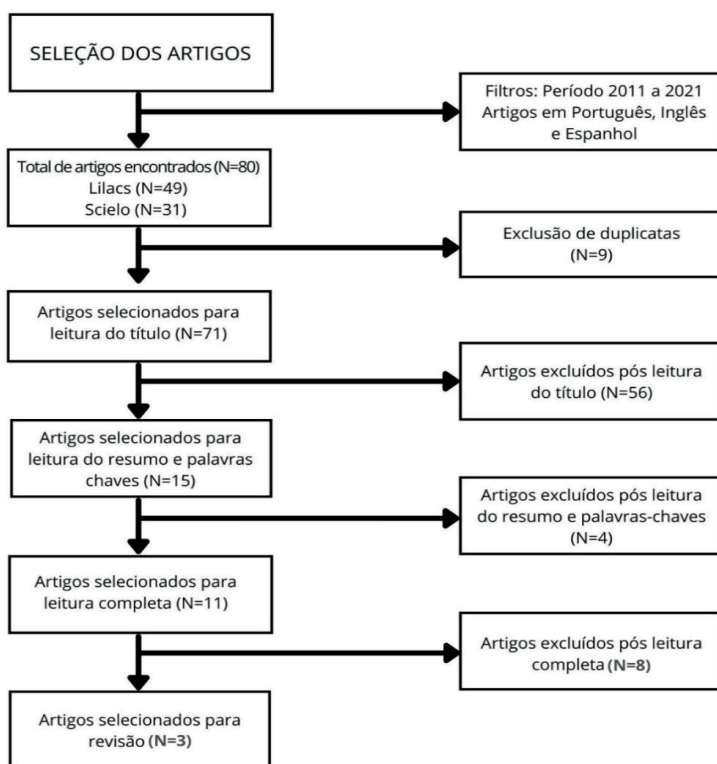 SELEÇÃO DOS ARTIGOS
Filtros: Período 2011 a 2021
Artigos em Português, Inglês
e Espanhol
Total de artigos encontrados (N=80)
Lilacs (N=49)
Scielo (N=31)
Exclusão de duplicatas
(N=9)
Artigos selecionados para
leitura do título (N=71)
Artigos excluídos pós leitura
do título (N=56)
Artigos selecionados para
leitura do resumo e palavras
chaves (N=15)
Artigos excluídos pós leitura
do resumo e palavras-chaves
(N=4)
Artigos selecionados para
leitura completa (N=11)
Artigos excluídos pós leitura
completa (N=8)
Artigos selecionados para
revisão (N=3)